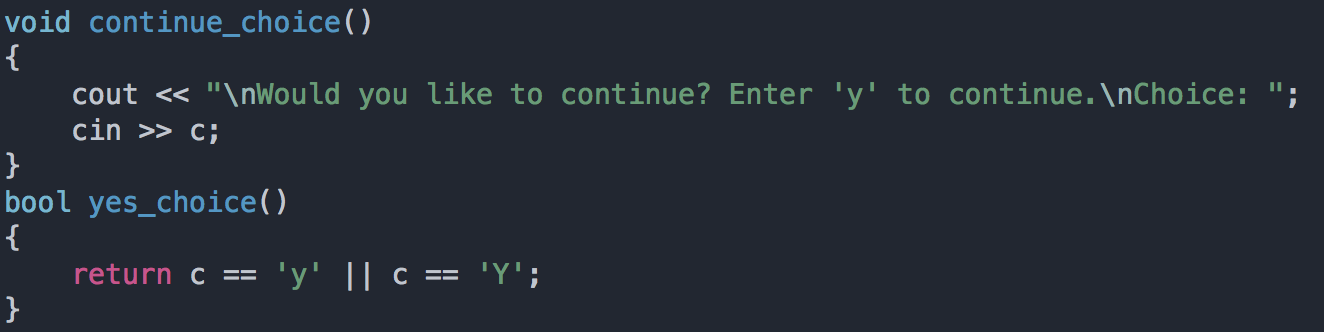 void continue_choice()
{
    cout << "\nWould you like to continue? Enter 'y' to continue.\nChoice: ";
    cin >> c;
}
bool yes_choice()
{
    return c == 'y' || c == 'Y';
}